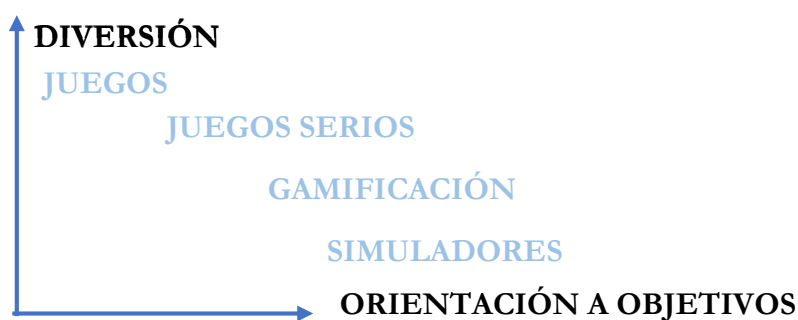 DIVERSIÓN
JUEGOS
JUEGOS SERIOS
GAMIFICACIÓN
SIMULADORES
ORIENTACIÓN A OBJETIVOS